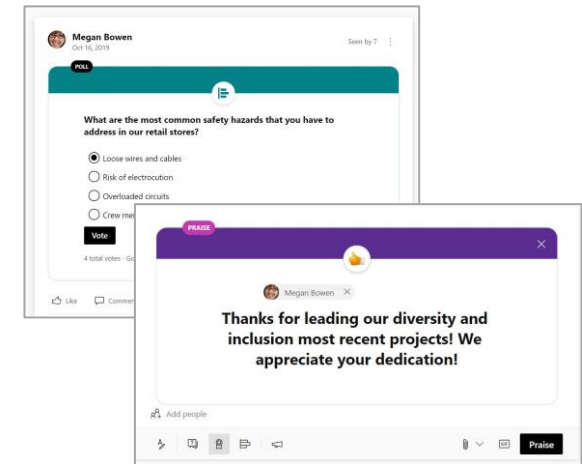 Megan Bowen
Oct 16, 2019
Seen by 7
POLL
What are the most common safety hazards that you have to
address in our retail stores?
Loose wires and cables
Risk of electrocution
Overloaded circuits
Crew
Vote
4 total votes
Like
PRAISE
Megan Bowen
Thanks for leading our diversity and
inclusion most recent projects! We
appreciate your dedication!
Add people
GIF
Praise